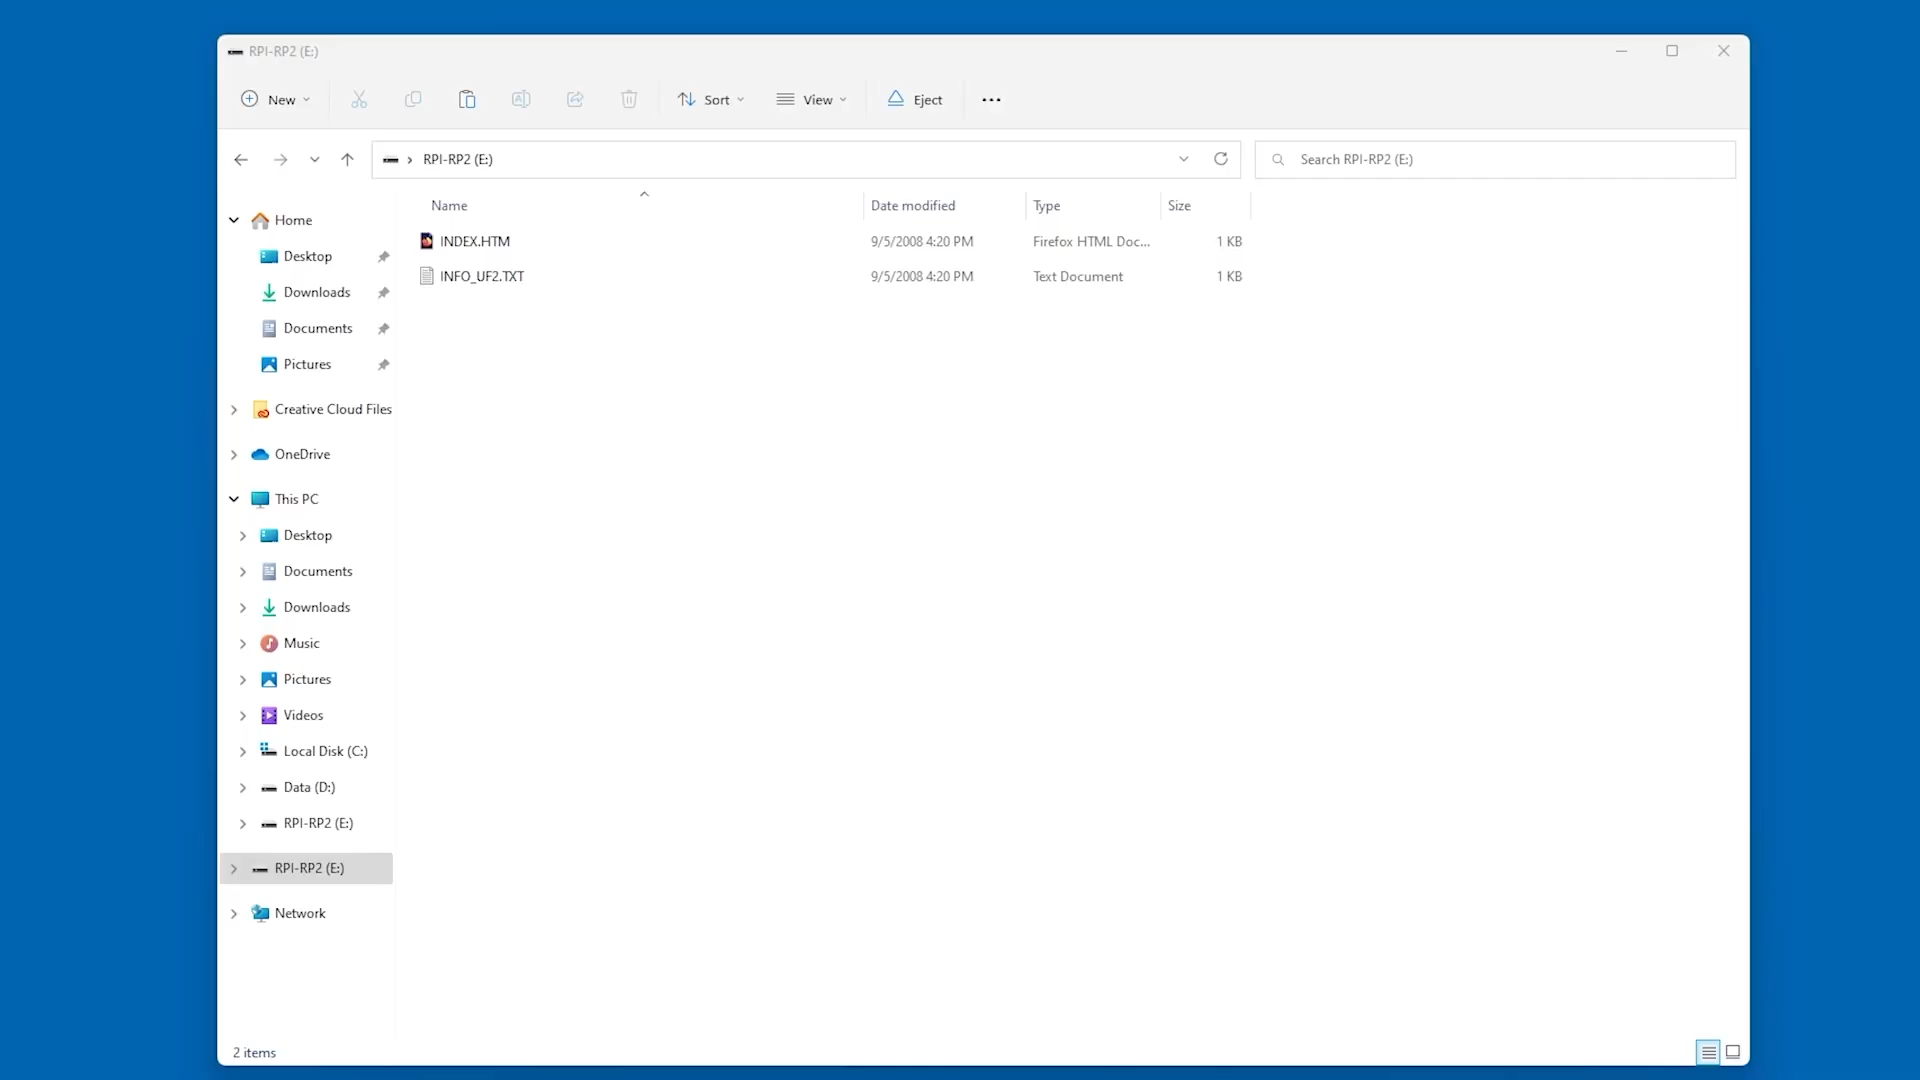 RPI-RP2 (E:)
New Sort View Eject
RPI-RP2 (E:) Search RPI-RP2 (E:)
Name Date modified Type Size
INDEX.HTM 9/5/2008 4:20 PM Firefox HTML Doc... 1 KB
INFO_UF2.TXT 9/5/2008 4:20 PM Text Document 1 KB
Home
Desktop
Downloads
Documents
Pictures
Creative Cloud Files
OneDrive
This PC
Desktop
Documents
Downloads
Music
Pictures
Videos
Local Disk (C:)
Data (D:)
RPI-RP2 (E:)
RPI-RP2 (E:)
Network
2 items